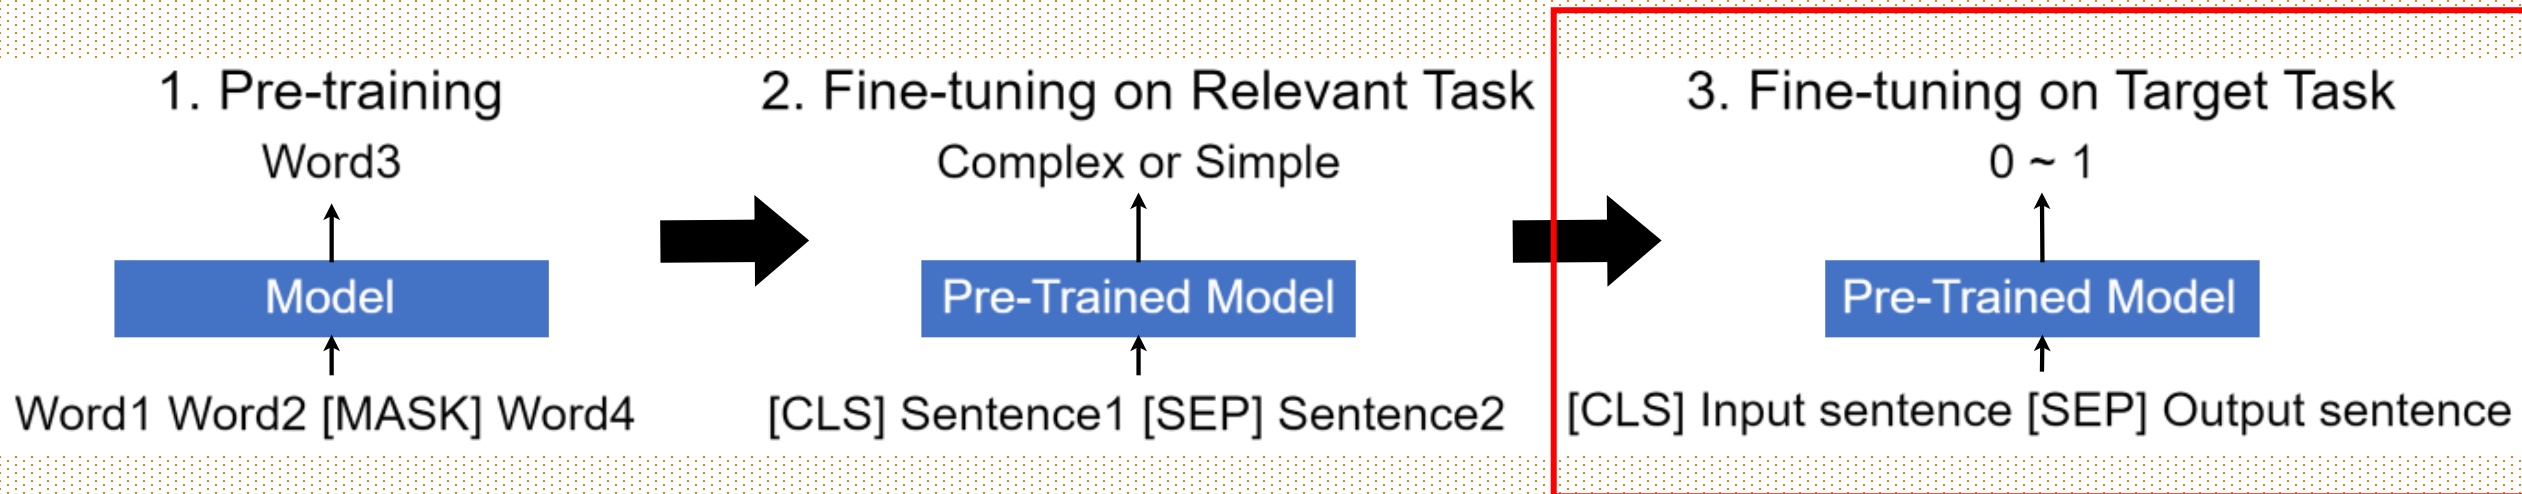 1. Pre-training
Word3
Model
Word1 Word2 [MASK] Word4
2. Fine-tuning on Relevant Task
Complex or Simple
Pre-Trained Model
[CLS] Sentence1 [SEP] Sentence2
3. Fine-tuning on Target Task
0 ~ 1
Pre-Trained Model
[CLS] Input sentence [SEP] Output sentence